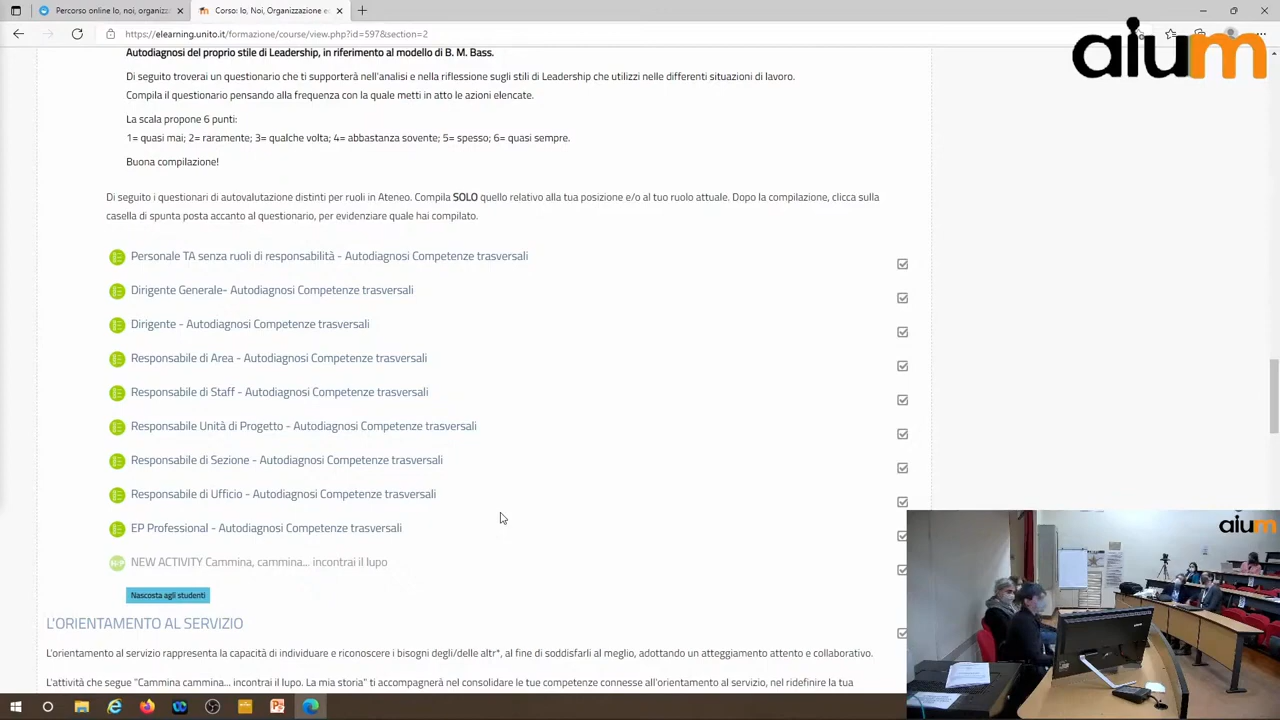 Percorso online Io, noi, organizz
Corso: Io, Noi, Organizzazione e
https://elearning.unito.it/formazione/course/view.php?id=597&section=2
aium
Autodiagnosi del proprio stile di Leadership, in riferimento al modello di B. M. Bass.
Di seguito troverai un questionario che ti supporterà nell'analisi e nella riflessione sugli stili di Leadership che utilizzi nelle differenti situazioni di lavoro.
Compila il questionario pensando alla frequenza con la quale metti in atto le azioni elencate.
La scala propone 6 punti:
1= quasi mai; 2= raramente; 3= qualche volta; 4= abbastanza sovente; 5= spesso; 6= quasi sempre.
Buona compilazione!
Di seguito i questionari di autovalutazione distinti per ruoli in Ateneo. Compila SOLO quello relativo alla tua posizione e/o al tuo ruolo attuale. Dopo la compilazione, clicca sulla
casella di spunta posta accanto al questionario, per evidenziare quale hai compilato.
Personale TA senza ruoli di responsabilità - Autodiagnosi Competenze trasversali
Dirigente Generale- Autodiagnosi Competenze trasversali
Dirigente - Autodiagnosi Competenze trasversali
Responsabile di Area - Autodiagnosi Competenze trasversali
Responsabile di Staff - Autodiagnosi Competenze trasversali
Responsabile Unità di Progetto - Autodiagnosi Competenze trasversali
Responsabile di Sezione - Autodiagnosi Competenze trasversali
Responsabile di Ufficio - Autodiagnosi Competenze trasversali
EP Professional - Autodiagnosi Competenze trasversali
NEW ACTIVITY Cammina, cammina... incontrai il lupo
Nascosta agli studenti
aium
L'ORIENTAMENTO AL SERVIZIO
L'orientamento al servizio rappresenta la capacità di individuare e riconoscere i bisogni degli/delle altr*, al fine di soddisfarli al meglio, adottando un atteggiamento attento e collaborativo.
L'attività che segue "Cammina cammina... incontrai il lupo. La mia storia" ti accompagnerà nel consolidare le tue competenze connesse all'orientamento al servizio, nel ridefinire la tua